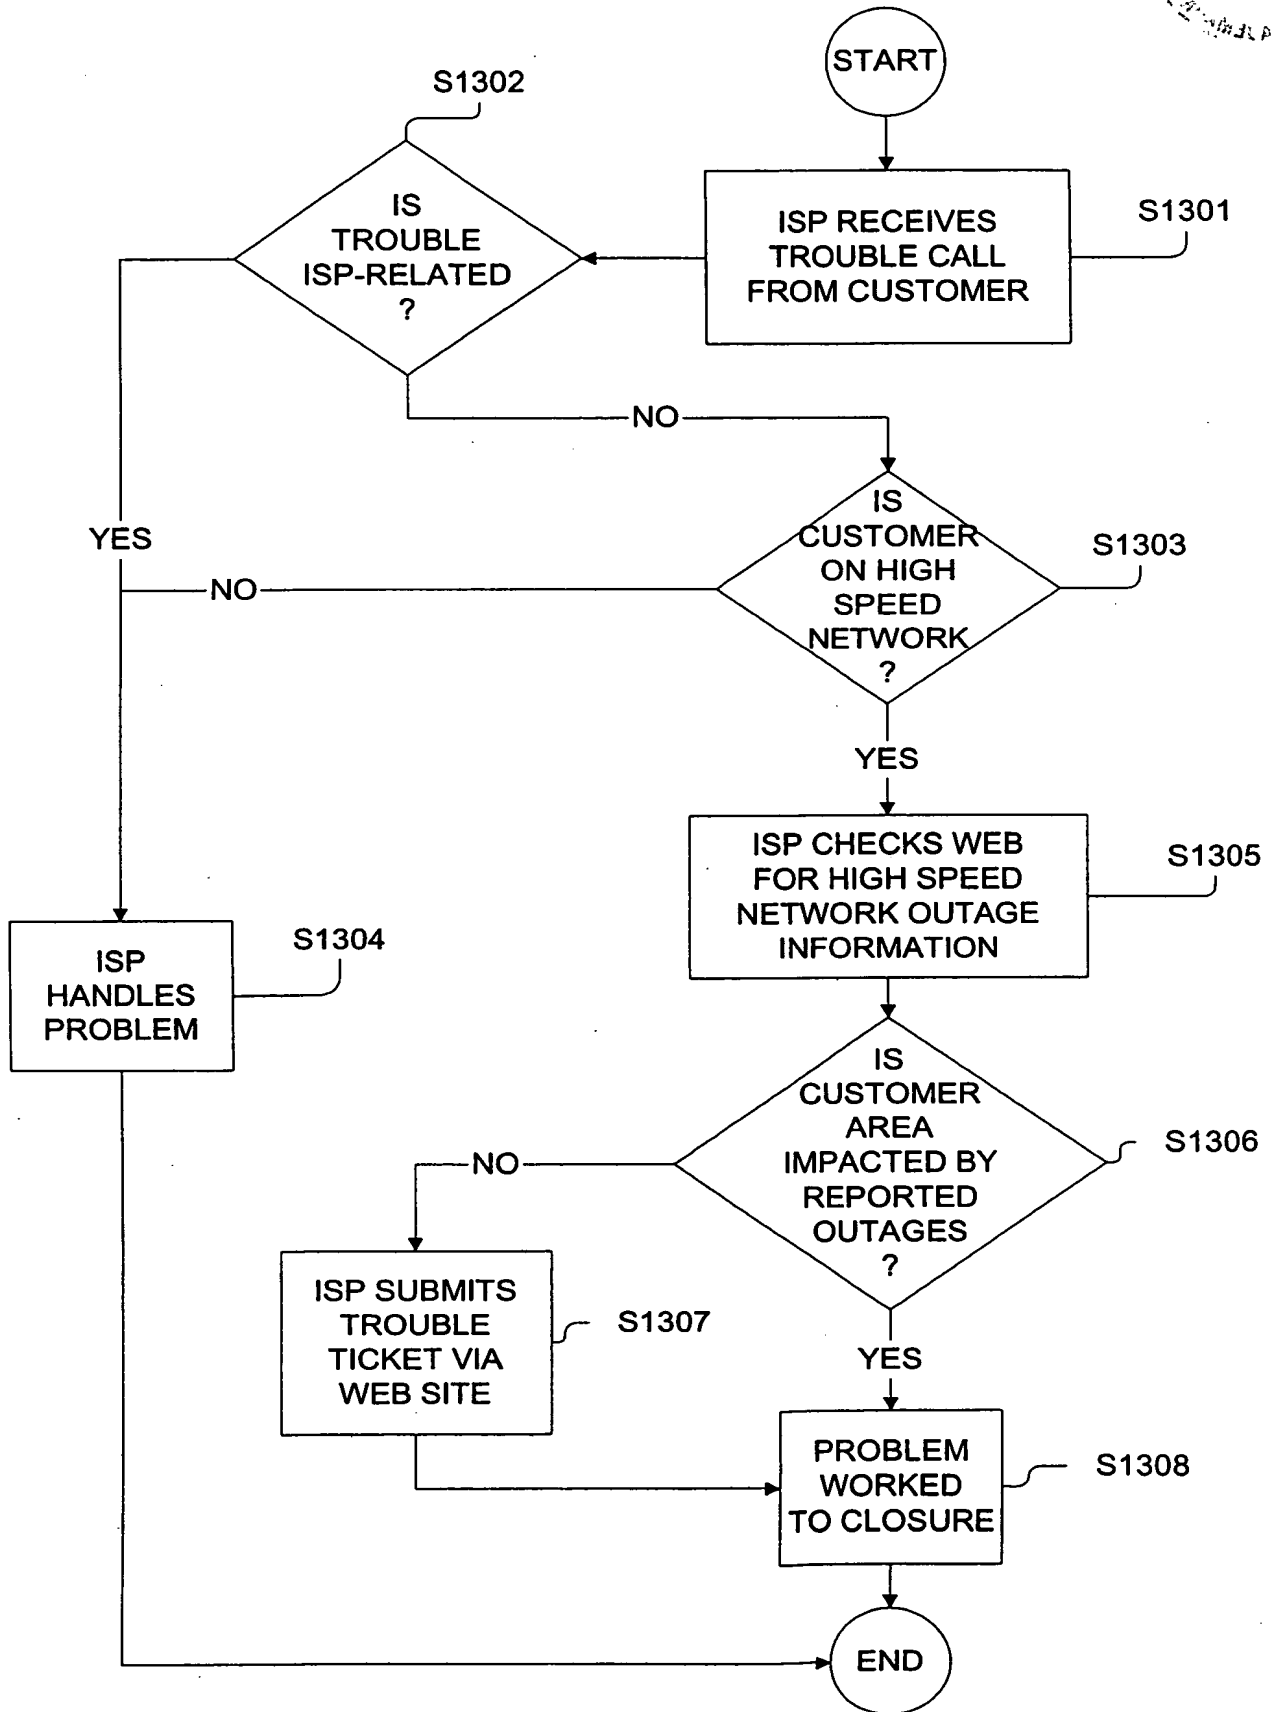 START
S1302
IS
TROUBLE
ISP-RELATED
?
ISP RECEIVES
TROUBLE CALL
FROM CUSTOMER
S1301
NO
IS
CUSTOMER
ON HIGH
SPEED
NETWORK
?
S1303
YES
NO
YES
ISP CHECKS WEB
FOR HIGH SPEED
NETWORK OUTAGE
INFORMATION
S1305
ISP
HANDLES
PROBLEM
S1304
IS
CUSTOMER
AREA
IMPACTED BY
REPORTED
OUTAGES
?
S1306
NO
ISP SUBMITS
TROUBLE
TICKET VIA
WEB SITE
S1307
YES
PROBLEM
WORKED
TO CLOSURE
S1308
END